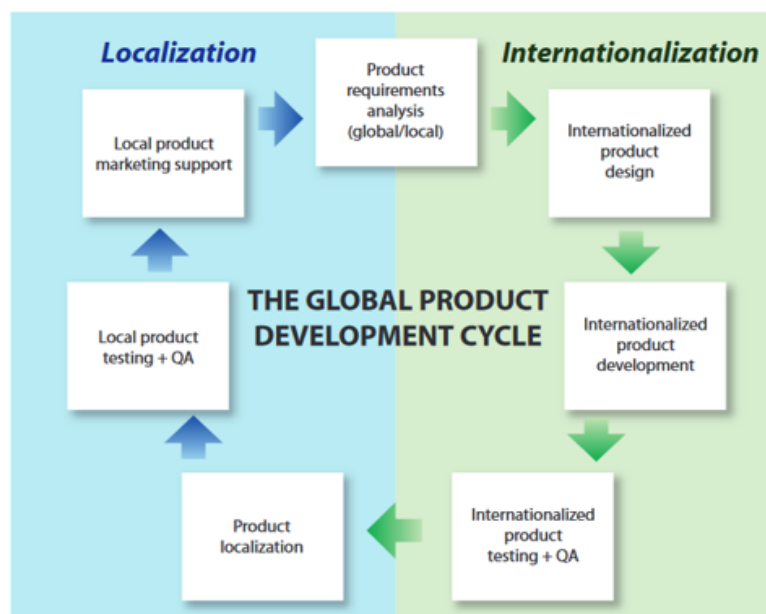 Localization
Internationalization
Product
requirements
analysis
(global/local)
Internationalized
product
design
Internationalized
product
development
Internationalized
product
testing + QA
Product
localization
Local product
testing + QA
Local product
marketing support
THE GLOBAL PRODUCT
DEVELOPMENT CYCLE